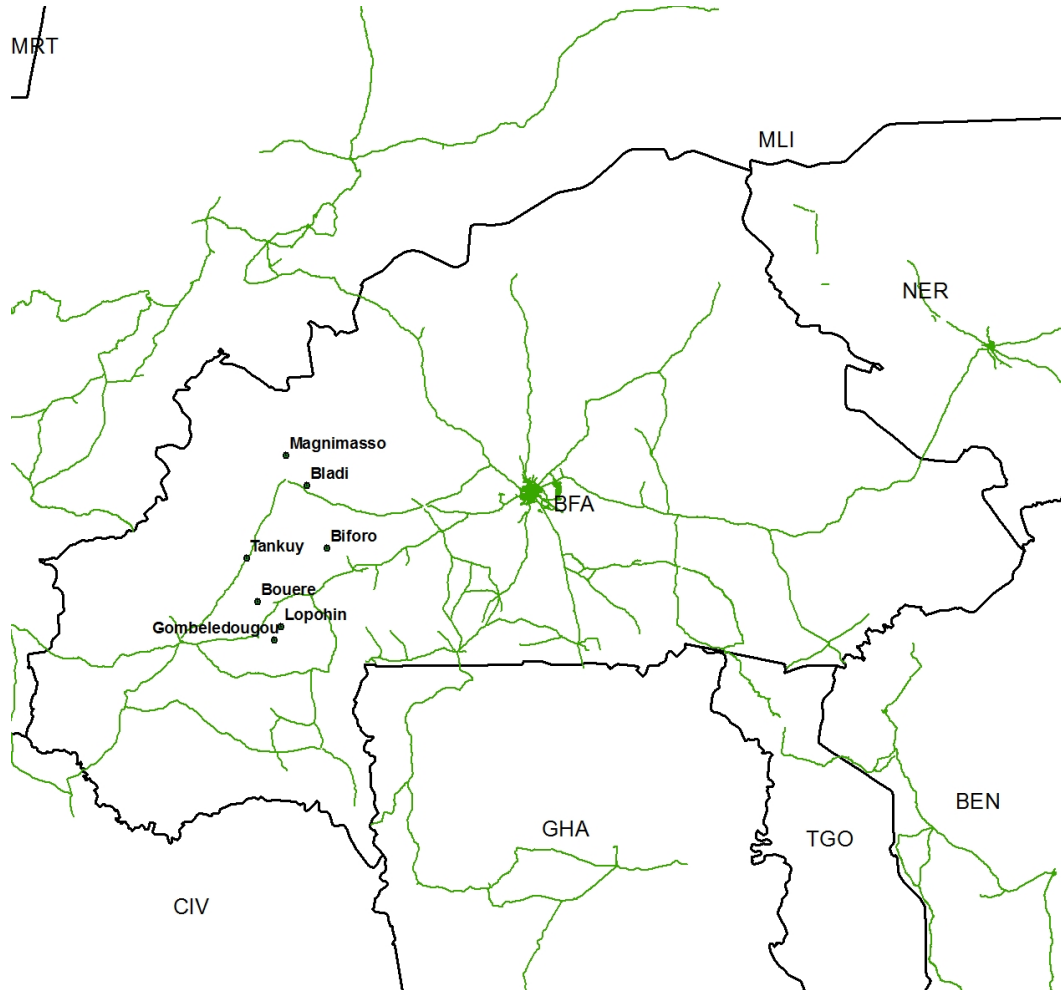 MRT
MLI
NER
Magnimasso
Bladi
BFA
Biforo
Tankuy
Bouere
Lopohin
Gombeledougou
BEN
GHA
TGO
CIV